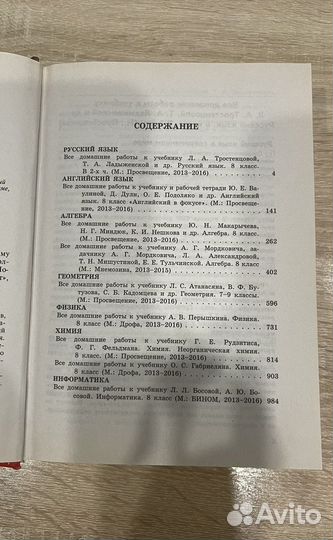 СОДЕРЖАНИЕ
РУССКИЙ ЯЗЫК
Все домашние работы к учебнику Л. А. Тростенцовой,
Т. А. Ладыженской и др. Русский язык. 8 класс.
В 2-х ч. (М.: Просвещение, 2013–2016) 4
АНГЛИЙСКИЙ ЯЗЫК
Все домашние работы к учебнику и рабочей тетради Ю. Е. Ва-
улиной, Д. Дули, О. Е. Подоляко и др. Английский
язык. 8 класс «Английский в фокусе» (М.: Просвеще-
ние, 2013–2016) 141
АЛГЕБРА
Все домашние работы к учебнику Ю. Н. Макарычева,
Н. Г. Миндюк, К. И. Нешкова и др. Алгебра. 8 класс
(М.: Просвещение, 2013–2016) 262
Все домашние работы к учебнику А. Г. Мордковича, за-
дачнику А. Г. Мордковича, Л. А. Александровой,
Т. Н. Мишустиной, Е. Е. Тульчинской. Алгебра. 8 класс
(М.: Мнемозина, 2013–2015) 402
ГЕОМЕТРИЯ
Все домашние работы к учебнику Л. С. Атанасяна, В. Ф. Бу-
тузова, С. Б. Кадомцева и др. Геометрия. 7–9 классы.
(М.: Просвещение, 2013–2016) 596
ФИЗИКА
Все домашние работы к учебнику А. В. Перышкина. Физика.
8 класс (М.: Дрофа, 2013–2016) 731
ХИМИЯ
Все домашние работы к учебнику Г. Е. Рудзитиса,
Ф. Г. Фельдмана. Химия. Неорганическая химия.
8 класс (М.: Просвещение, 2013–2016) 814
Все домашние работы к учебнику О. С. Габриеляна. Химия.
8 класс (М.: Дрофа, 2013–2016) 903
ИНФОРМАТИКА
Все домашние работы к учебнику Л. Л. Босовой, А. Ю. Бо-
совой. Информатика. 8 класс (М.: БИНОМ, 2013–2016) 984
Avito